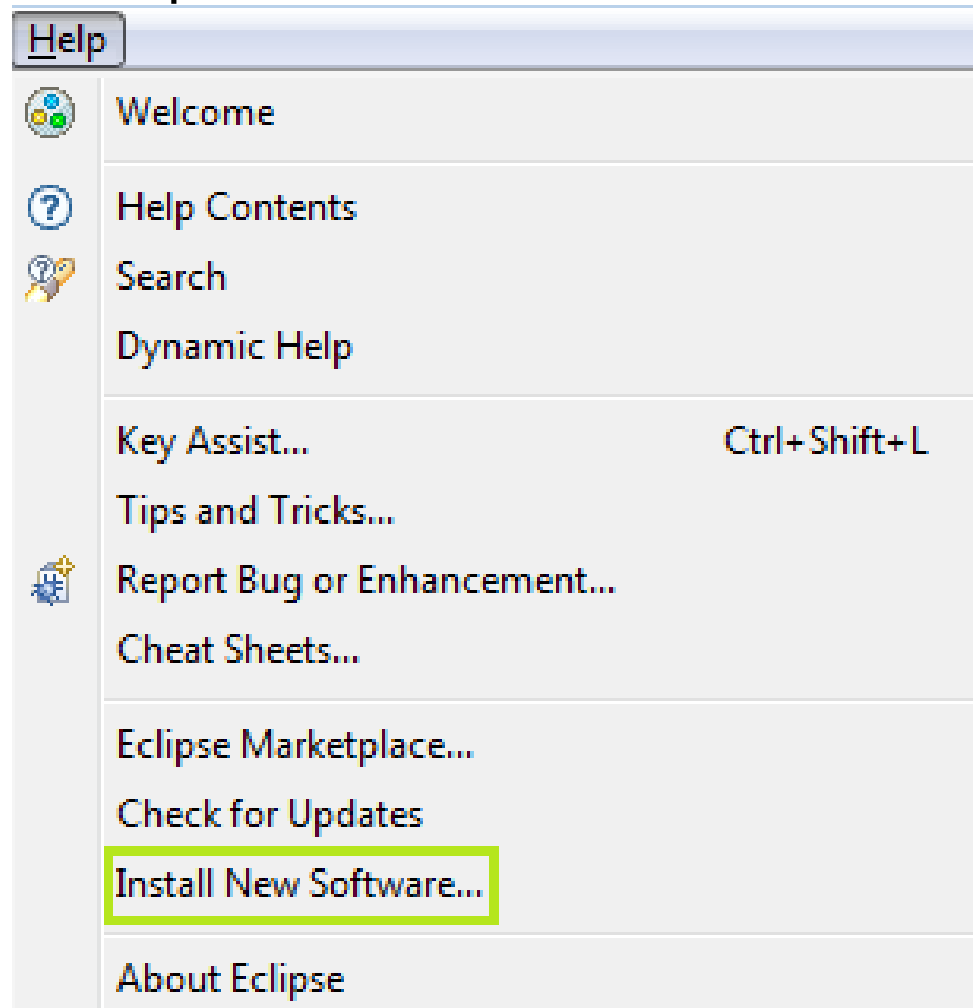 Help
Welcome
Help Contents
Search
Dynamic Help
Key Assist... Ctrl+Shift+L
Tips and Tricks...
Report Bug or Enhancement...
Cheat Sheets...
Eclipse Marketplace...
Check for Updates
Install New Software...
About Eclipse